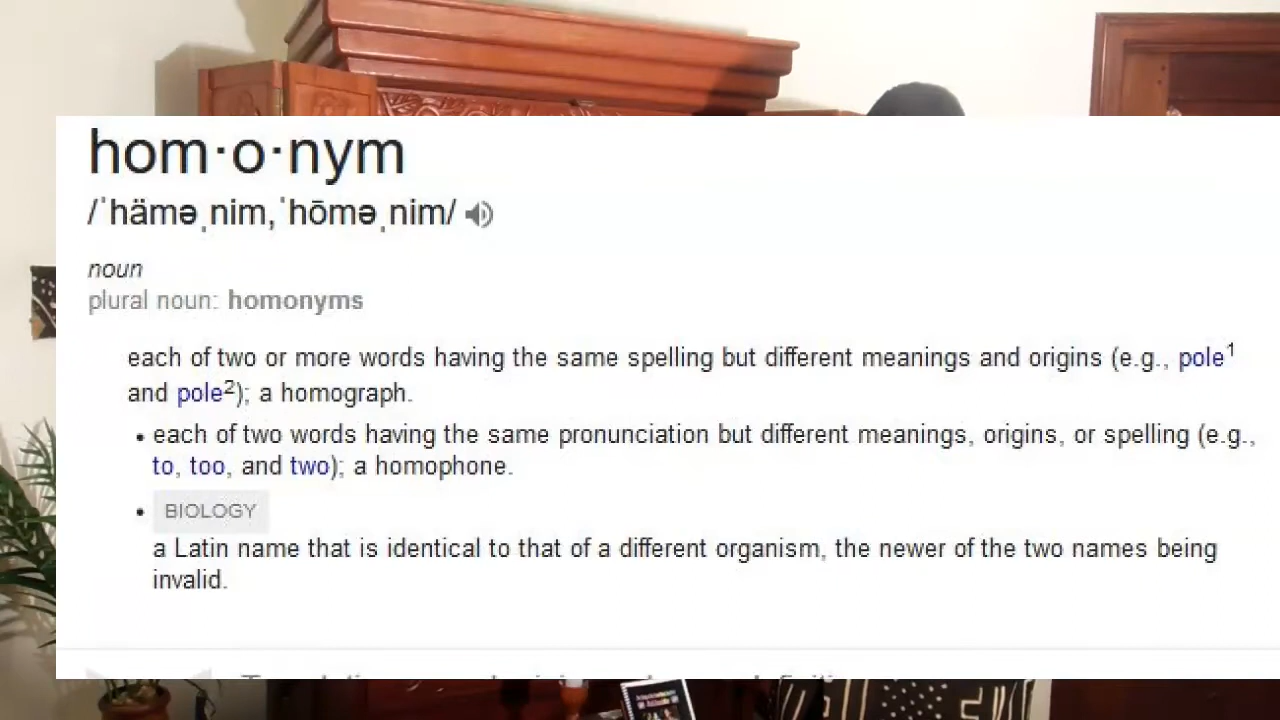 hom·o·nym
/ˈhäməˌnim,ˈhōməˌnim/
noun
plural noun: homonyms
each of two or more words having the same spelling but different meanings and origins (e.g., pole¹
and pole²); a homograph.
• each of two words having the same pronunciation but different meanings, origins, or spelling (e.g.,
to, too, and two); a homophone.
• BIOLOGY
a Latin name that is identical to that of a different organism, the newer of the two names being
invalid.